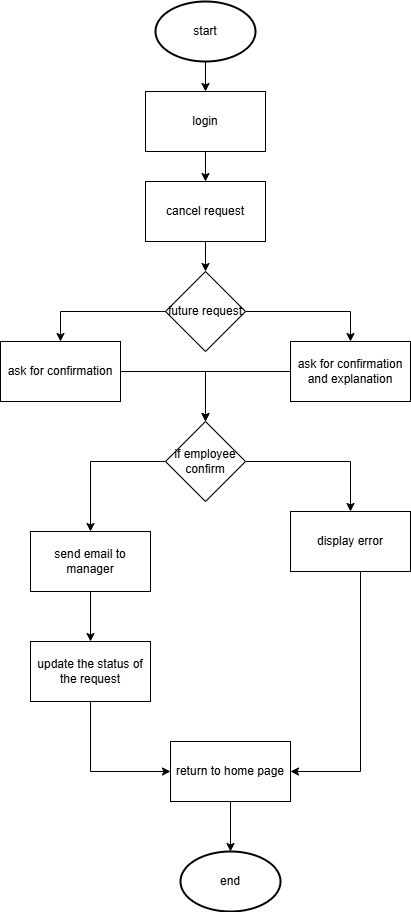 start
login
cancel request
future request
ask for confirmation
ask for confirmation
and explanation
if employee
confirm
send email to
manager
display error
update the status of
the request
return to home page
end